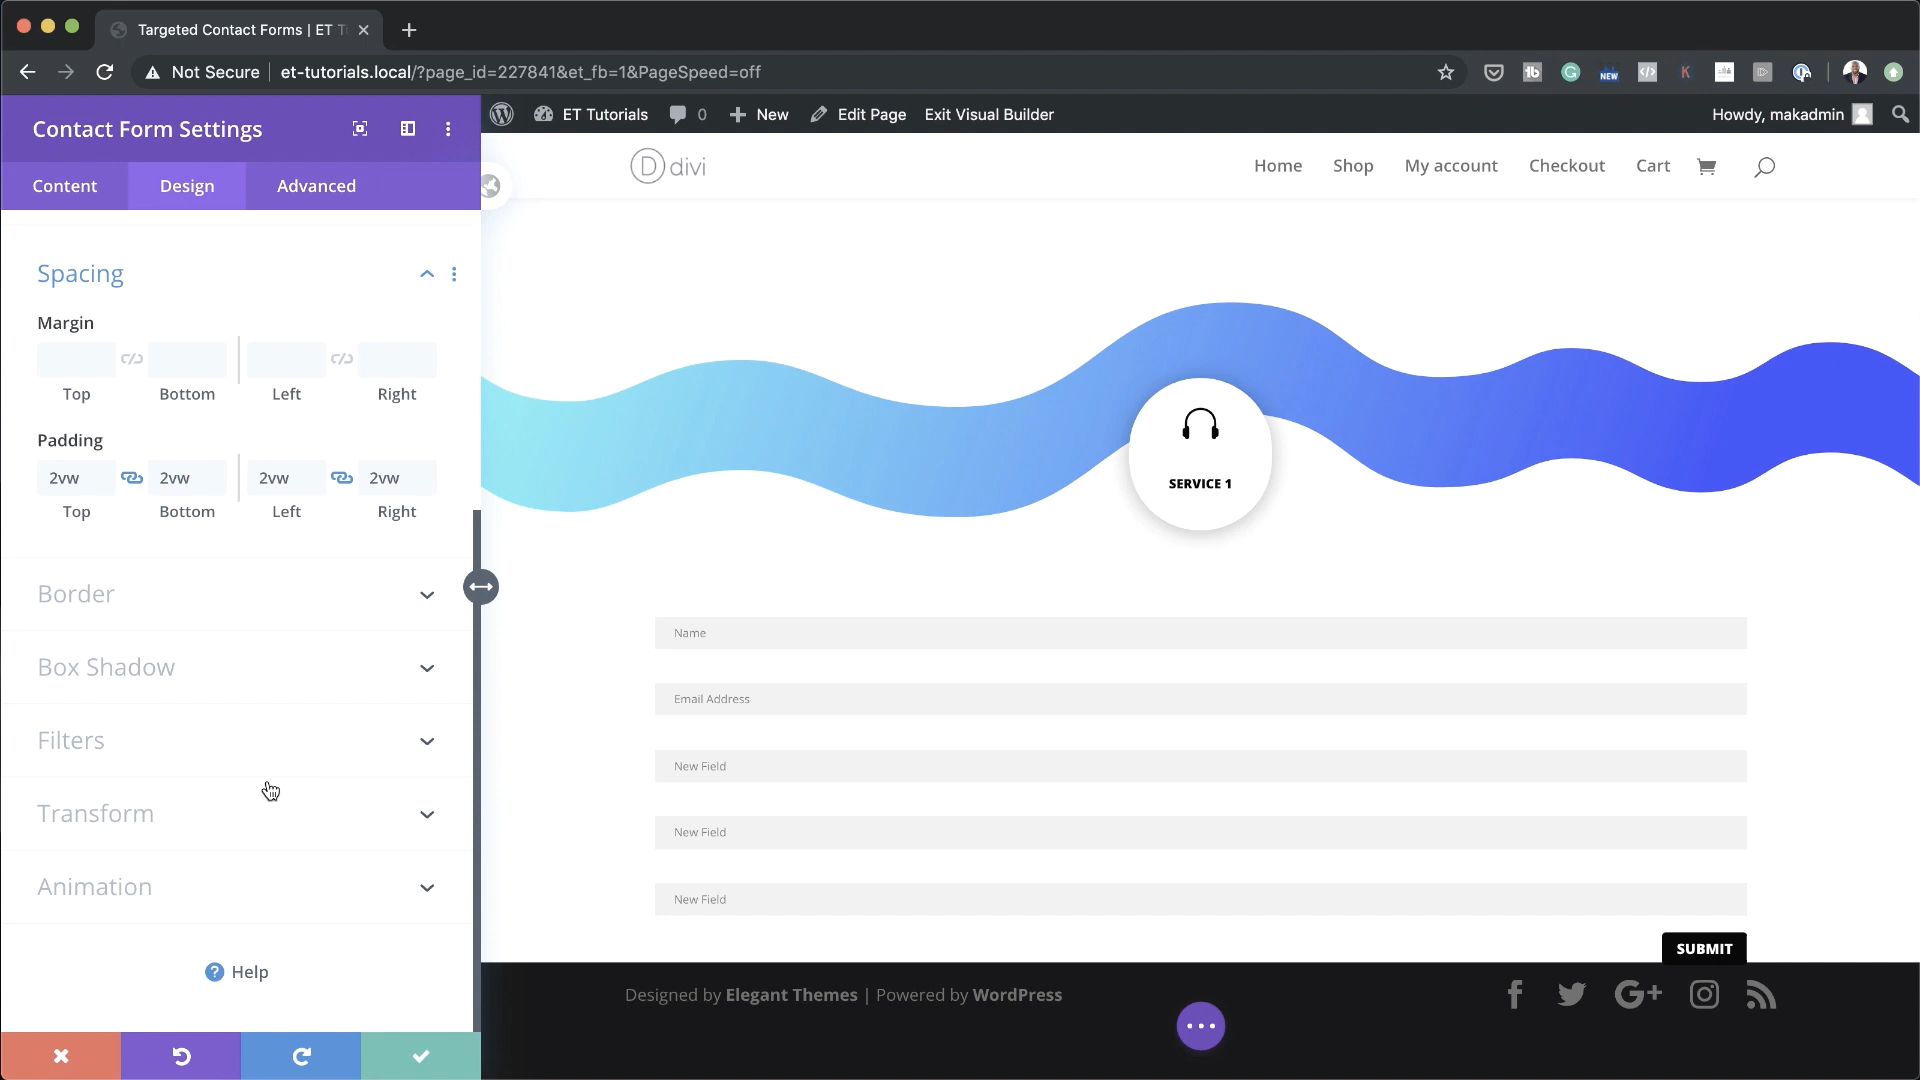 Targeted Contact Forms | ET T
Not Secure
et-tutorials.local/?page_id=227841&et_fb=1&PageSpeed=off
Contact Form Settings
Content
Design
Advanced
Spacing
Margin
Top
Bottom
Left
Right
Padding
2vw
2vw
2vw
2vw
Top
Bottom
Left
Right
Border
Box Shadow
Filters
Transform
Animation
? Help
ET Tutorials
0
New
Edit Page
Exit Visual Builder
Howdy, makadmin
D divi
Home
Shop
My account
Checkout
Cart
SERVICE 1
Name
Email Address
New Field
New Field
New Field
SUBMIT
Designed by Elegant Themes | Powered by WordPress